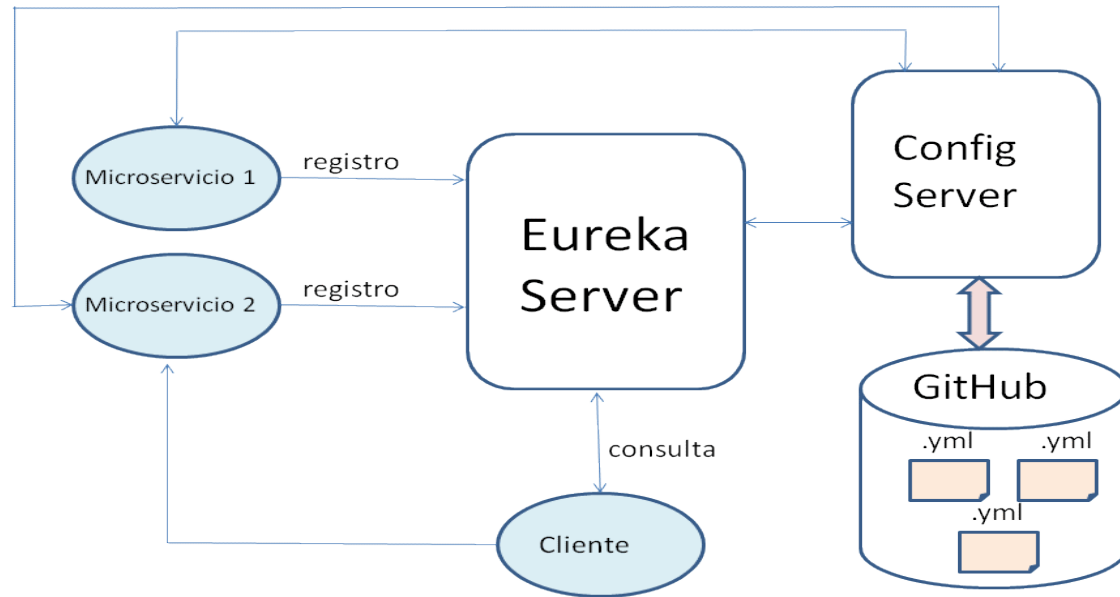 Microservicio 1
registro
Microservicio 2
registro
Eureka
Server
Config
Server
GitHub
.yml
.yml
.yml
consulta
Cliente